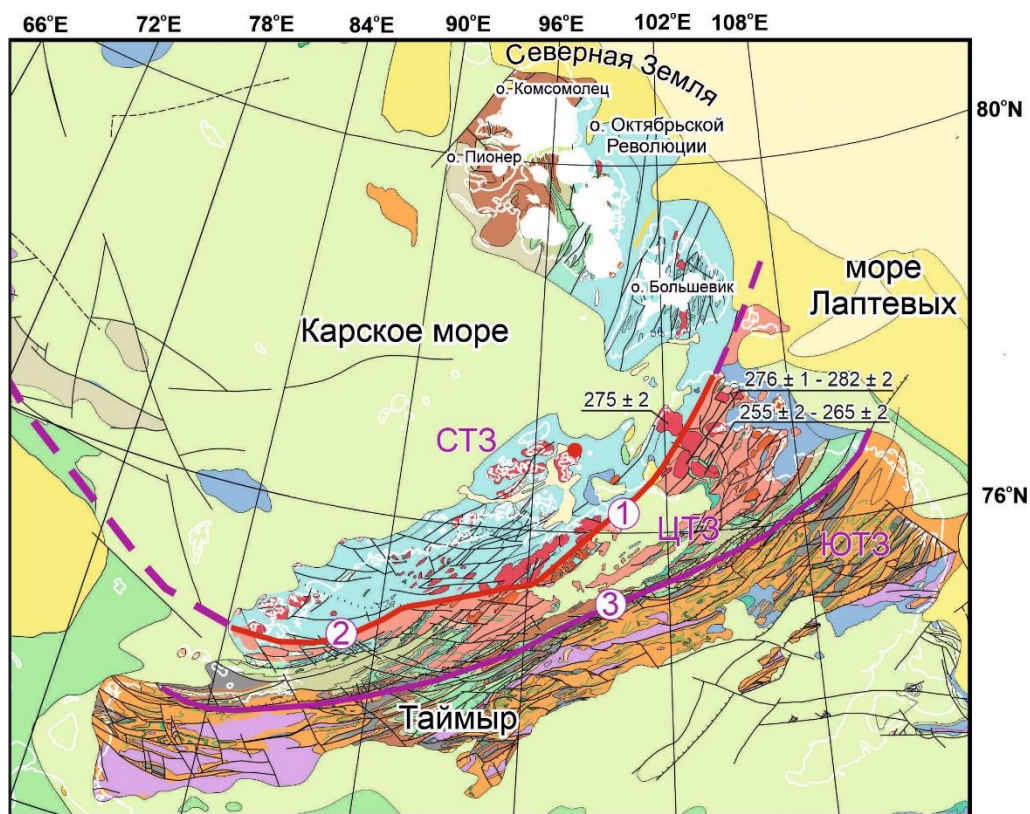 66°E
72°E
78°E
84°E
90°E
96°E
102°E
108°E
Северная Земля
о. Комсомолец
80°N
о. Октябрьской
Революции
о. Пионер
море
Лаптевых
о. Большевик
Карское море
276 ± 1 - 282 ± 2
275 ± 2
255 ± 2 - 265 ± 2
СТЗ
76°N
1
ЦТЗ
ЮТЗ
3
2
Таймыр